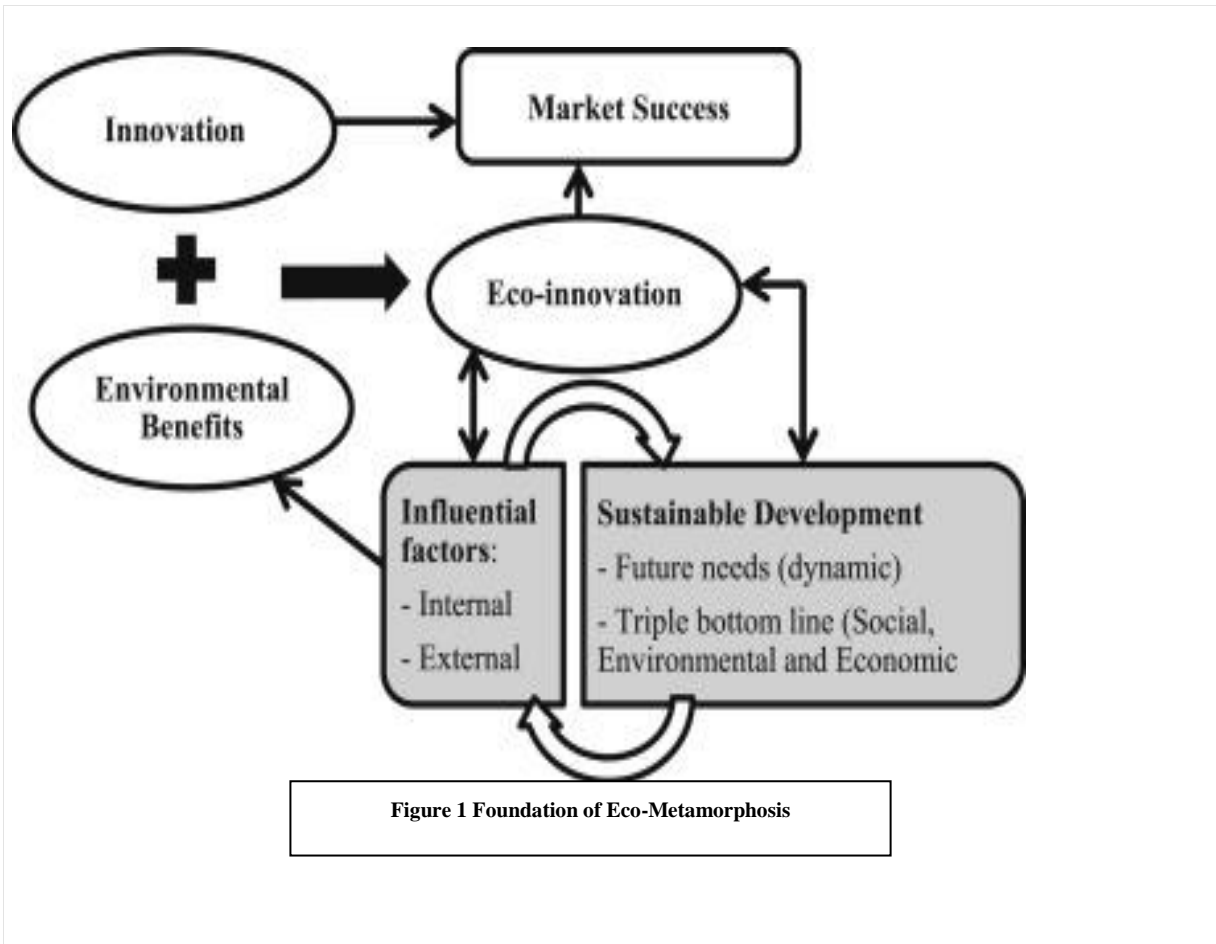 Innovation
Market Success
Eco-innovation
Environmental
Benefits
Influential
factors:
- Internal
- External
Sustainable Development
- Future needs (dynamic)
- Triple bottom line (Social,
Environmental and Economic
Figure 1 Foundation of Eco-Metamorphosis